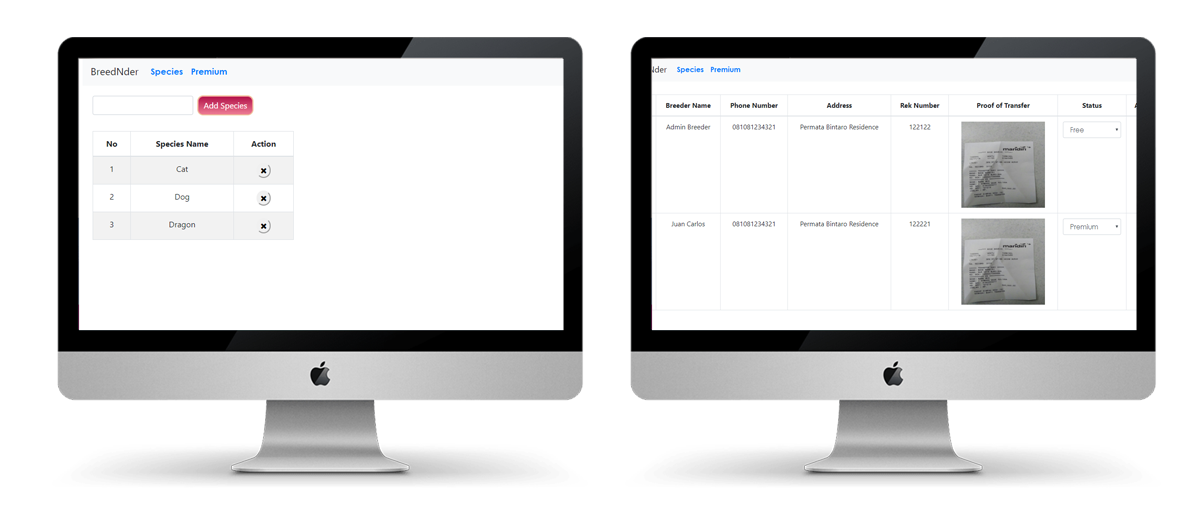 BreedNder Species Premium
Add Species
No Species Name Action
1 Cat
2 Dog
3 Dragon
Nder Species Premium
Breeder Name Phone Number Address Rek Number Proof of Transfer Status A
Admin Breeder 081081234321 Permata Bintaro Residence 122122 Free
mandiri
Juan Carlos 081081234321 Permata Bintaro Residence 122221 Premium
mandiri